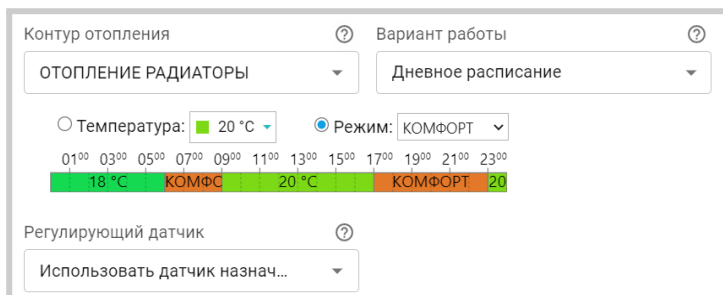 Контур отопления Вариант работы
ОТОПЛЕНИЕ РАДИАТОРЫ Дневное расписание
Температура: 20 °C Режим: КОМФОРТ
01⁰⁰ 03⁰⁰ 05⁰⁰ 07⁰⁰ 09⁰⁰ 11⁰⁰ 13⁰⁰ 15⁰⁰ 17⁰⁰ 19⁰⁰ 21⁰⁰ 23⁰⁰
18 °C КОМФС 20 °C КОМФОРТ 20
Регулирующий датчик
Использовать датчик назнач...